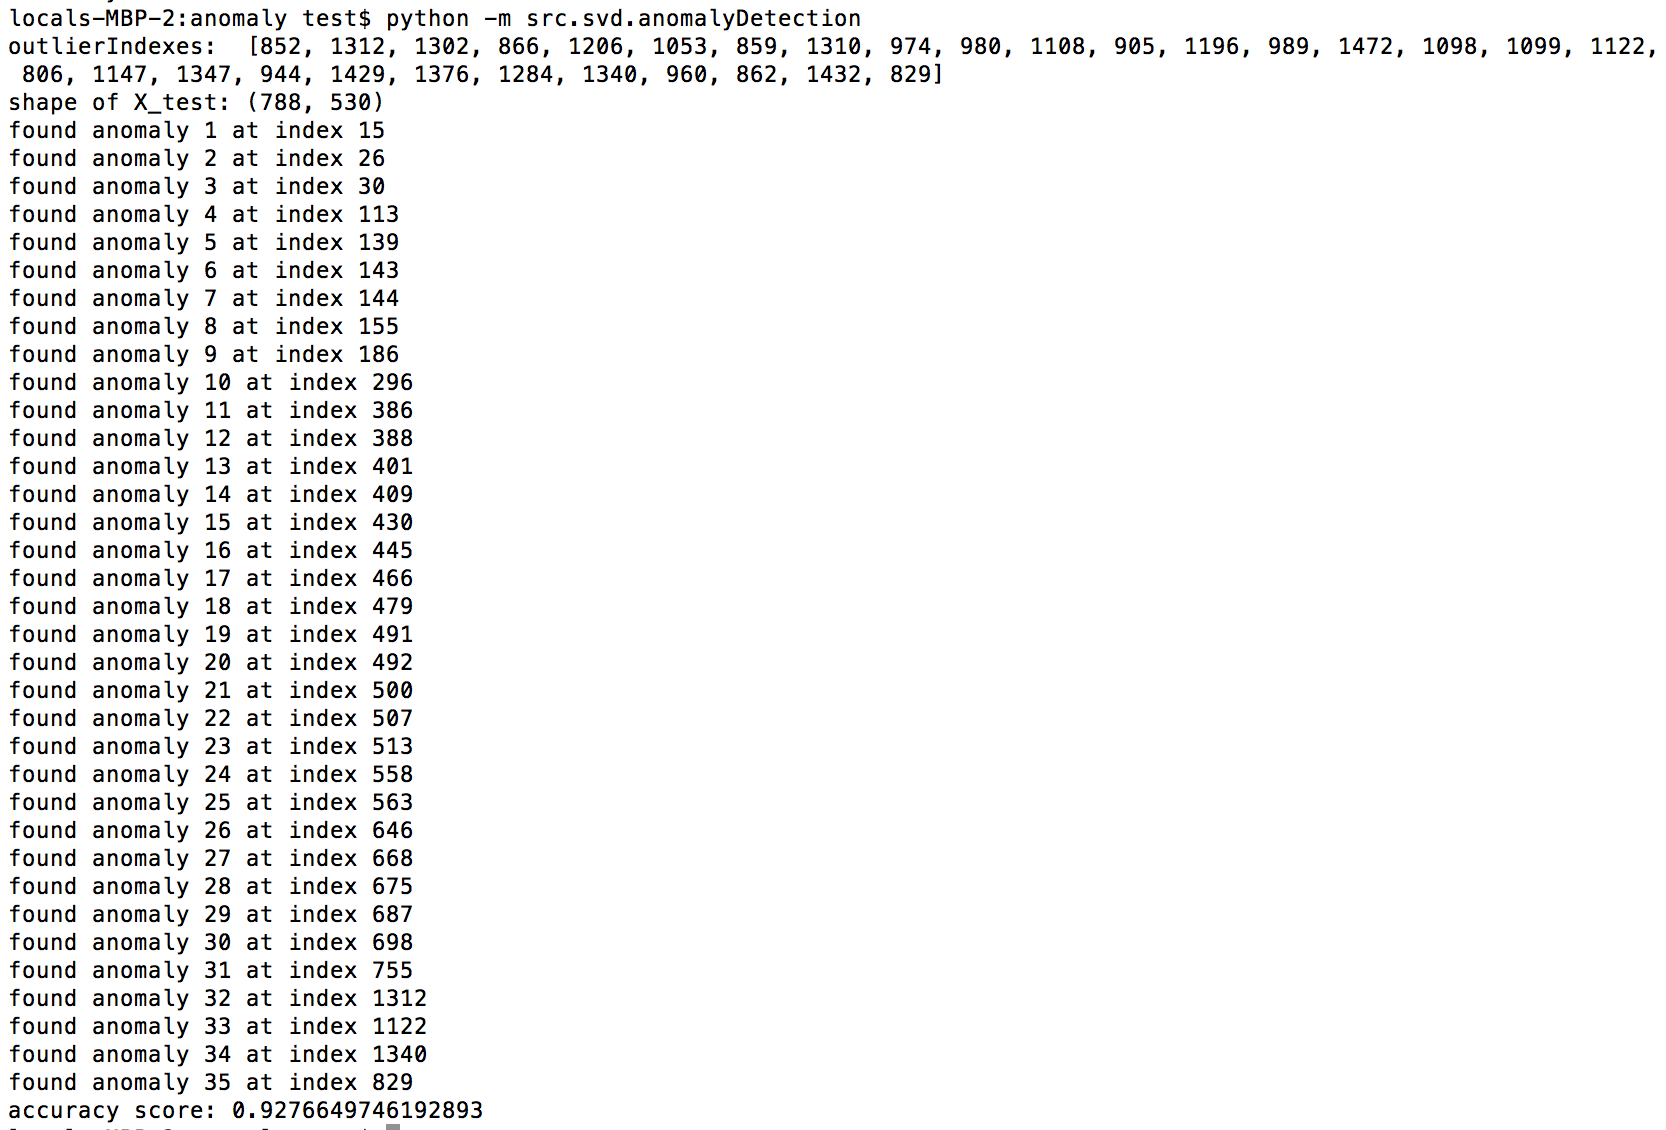 locals-MBP-2:anomaly test$ python -m src.svd.anomalyDetection
outlierIndexes:  [852, 1312, 1302, 866, 1206, 1053, 859, 1310, 974, 980, 1108, 905, 1196, 989, 1472, 1098, 1099, 1122,
 806, 1147, 1347, 944, 1429, 1376, 1284, 1340, 960, 862, 1432, 829]
shape of X_test: (788, 530)
found anomaly 1 at index 15
found anomaly 2 at index 26
found anomaly 3 at index 30
found anomaly 4 at index 113
found anomaly 5 at index 139
found anomaly 6 at index 143
found anomaly 7 at index 144
found anomaly 8 at index 155
found anomaly 9 at index 186
found anomaly 10 at index 296
found anomaly 11 at index 386
found anomaly 12 at index 388
found anomaly 13 at index 401
found anomaly 14 at index 409
found anomaly 15 at index 430
found anomaly 16 at index 445
found anomaly 17 at index 466
found anomaly 18 at index 479
found anomaly 19 at index 491
found anomaly 20 at index 492
found anomaly 21 at index 500
found anomaly 22 at index 507
found anomaly 23 at index 513
found anomaly 24 at index 558
found anomaly 25 at index 563
found anomaly 26 at index 646
found anomaly 27 at index 668
found anomaly 28 at index 675
found anomaly 29 at index 687
found anomaly 30 at index 698
found anomaly 31 at index 755
found anomaly 32 at index 1312
found anomaly 33 at index 1122
found anomaly 34 at index 1340
found anomaly 35 at index 829
accuracy score: 0.9276649746192893